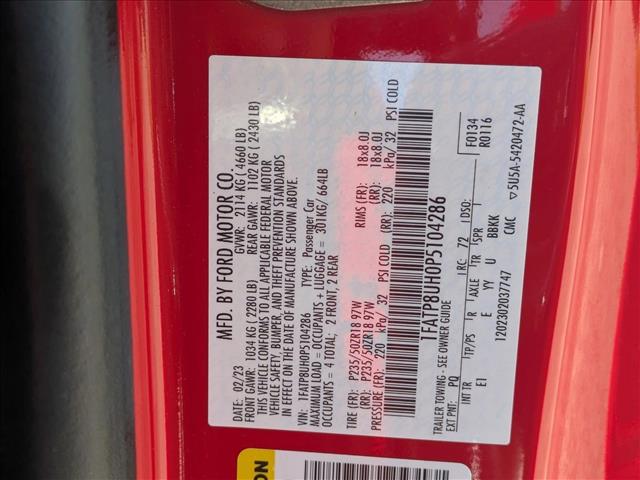 MFD. BY FORD MOTOR CO.
DATE: 02/23 GVWR: 2114 KG ( 4660 LB)
FRONT GAWR: 1034 KG ( 2280 LB) REAR GAWR: 1102 KG ( 2430 LB)
THIS VEHICLE CONFORMS TO ALL APPLICABLE FEDERAL MOTOR
VEHICLE SAFETY, BUMPER, AND THEFT PREVENTION STANDARDS
IN EFFECT ON THE DATE OF MANUFACTURE SHOWN ABOVE.
VIN: 1FATP8UH0P5104286 TYPE: Passenger Car
MAXIMUM LOAD = OCCUPANTS + LUGGAGE = 301KG/ 664LB
OCCUPANTS = 4 TOTAL; 2 FRONT, 2 REAR
TIRE (FR): P235/50ZR18 97W RIMS (FR): 18x8.0J
(RR): P235/50ZR18 97W (RR): 18x8.0J
PRESSURE (FR): 220 kPa/ 32 PSI COLD (RR): 220 kPa/ 32 PSI COLD
1FATP8UH0P5104286
TRAILER TOWING - SEE OWNER GUIDE
EXT PNT: PQ RC: 72 DSO: F0134
R0116
INT TR TP/PS R AXLE TR SPR
E1 E YY U BBKK
1202302037747 CMC ▽5U5A-5420472-AA
ION